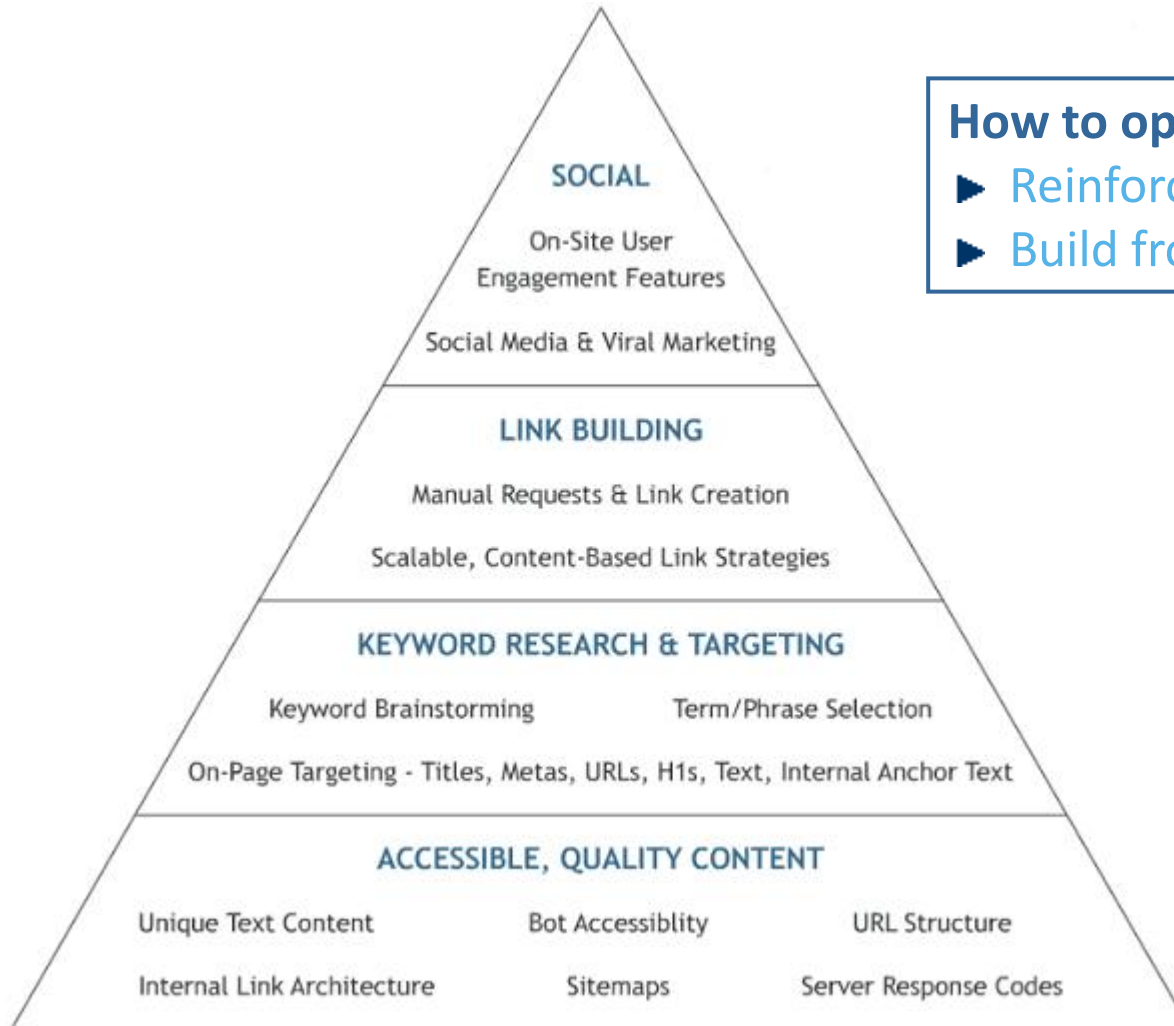 SOCIAL
On-Site User
Engagement Features
Social Media & Viral Marketing
How to op
Reinforc
Build fro
LINK BUILDING
Manual Requests & Link Creation
Scalable, Content-Based Link Strategies
KEYWORD RESEARCH & TARGETING
Keyword Brainstorming Term/Phrase Selection
On-Page Targeting - Titles, Metas, URLs, H1s, Text, Internal Anchor Text
ACCESSIBLE, QUALITY CONTENT
Unique Text Content Bot Accessiblity URL Structure
Internal Link Architecture Sitemaps Server Response Codes